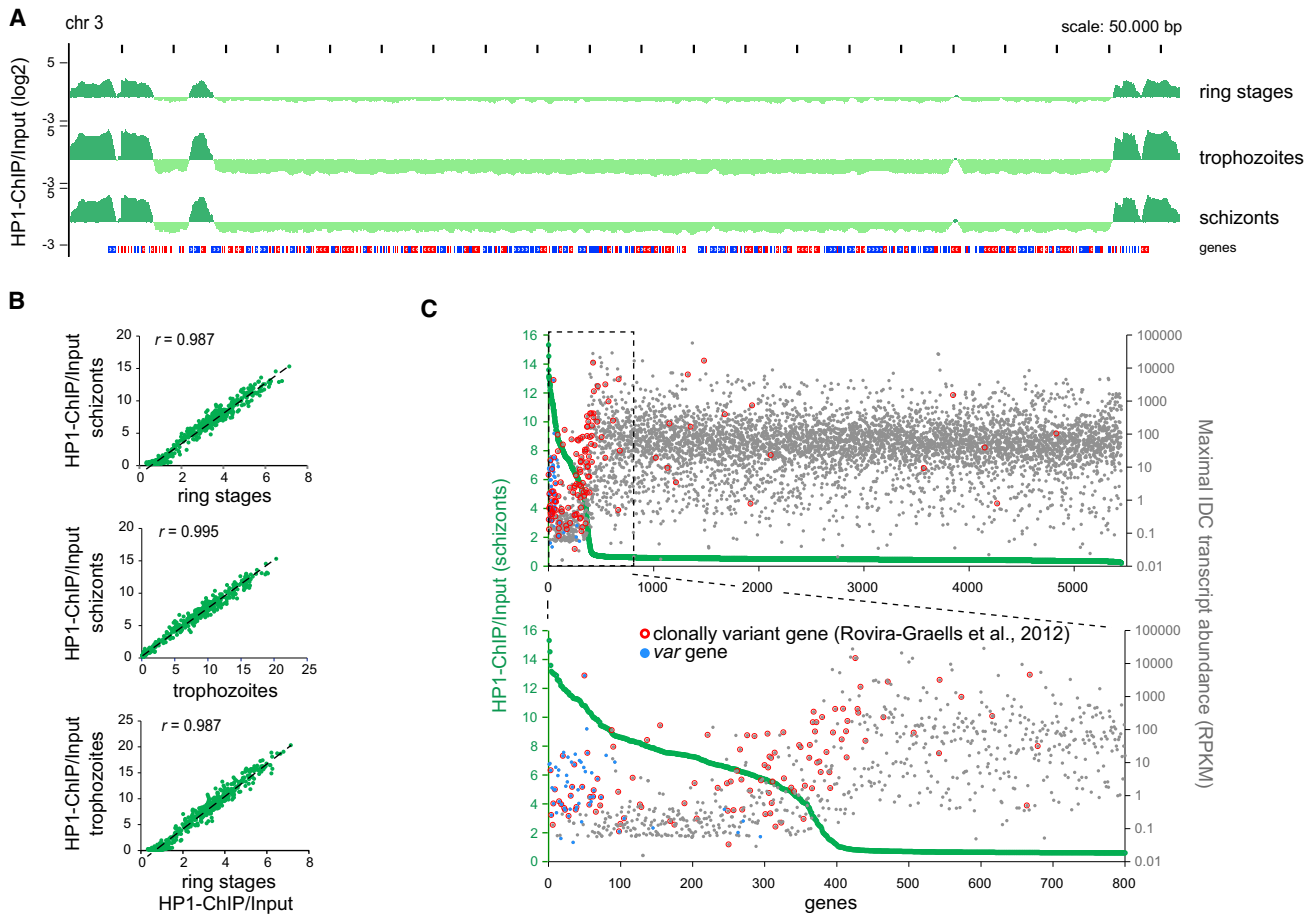 A
chr 3
scale: 50.000 bp
HP1-ChIP/Input (log2)
5
-3
5
-3
5
-3
ring stages
trophozoites
schizonts
genes
B
HP1-ChIP/Input
schizonts
20
15
10
5
0
r = 0.987
0 2 4 6 8
ring stages
HP1-ChIP/Input
schizonts
20
15
10
5
0
r = 0.995
0 5 10 15 20 25
trophozoites
HP1-ChIP/Input
trophozoites
25
20
15
10
5
0
r = 0.987
0 2 4 6 8
ring stages
HP1-ChIP/Input
C
HP1-ChIP/Input (schizonts)
16
14
12
10
8
6
4
2
0
100000
10000
1000
100
10
1
0.1
0.01
0 1000 2000 3000 4000 5000
Maximal IDC transcript abundance (RPKM)
clonally variant gene (Rovira-Graells et al., 2012)
var gene
16
14
12
10
8
6
4
2
0
100000
10000
1000
100
10
1
0.1
0.01
0 100 200 300 400 500 600 700 800
genes